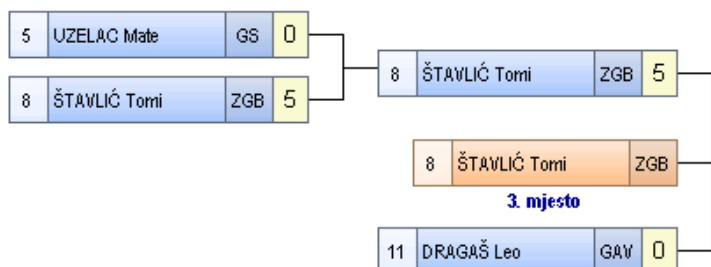 5 UZELAC Mate GS 0
8 ŠTAVLIĆ Tomi ZGB 5
8 ŠTAVLIĆ Tomi ZGB 5
8 ŠTAVLIĆ Tomi ZGB
3. mjesto
11 DRAGAŠ Leo GAV 0